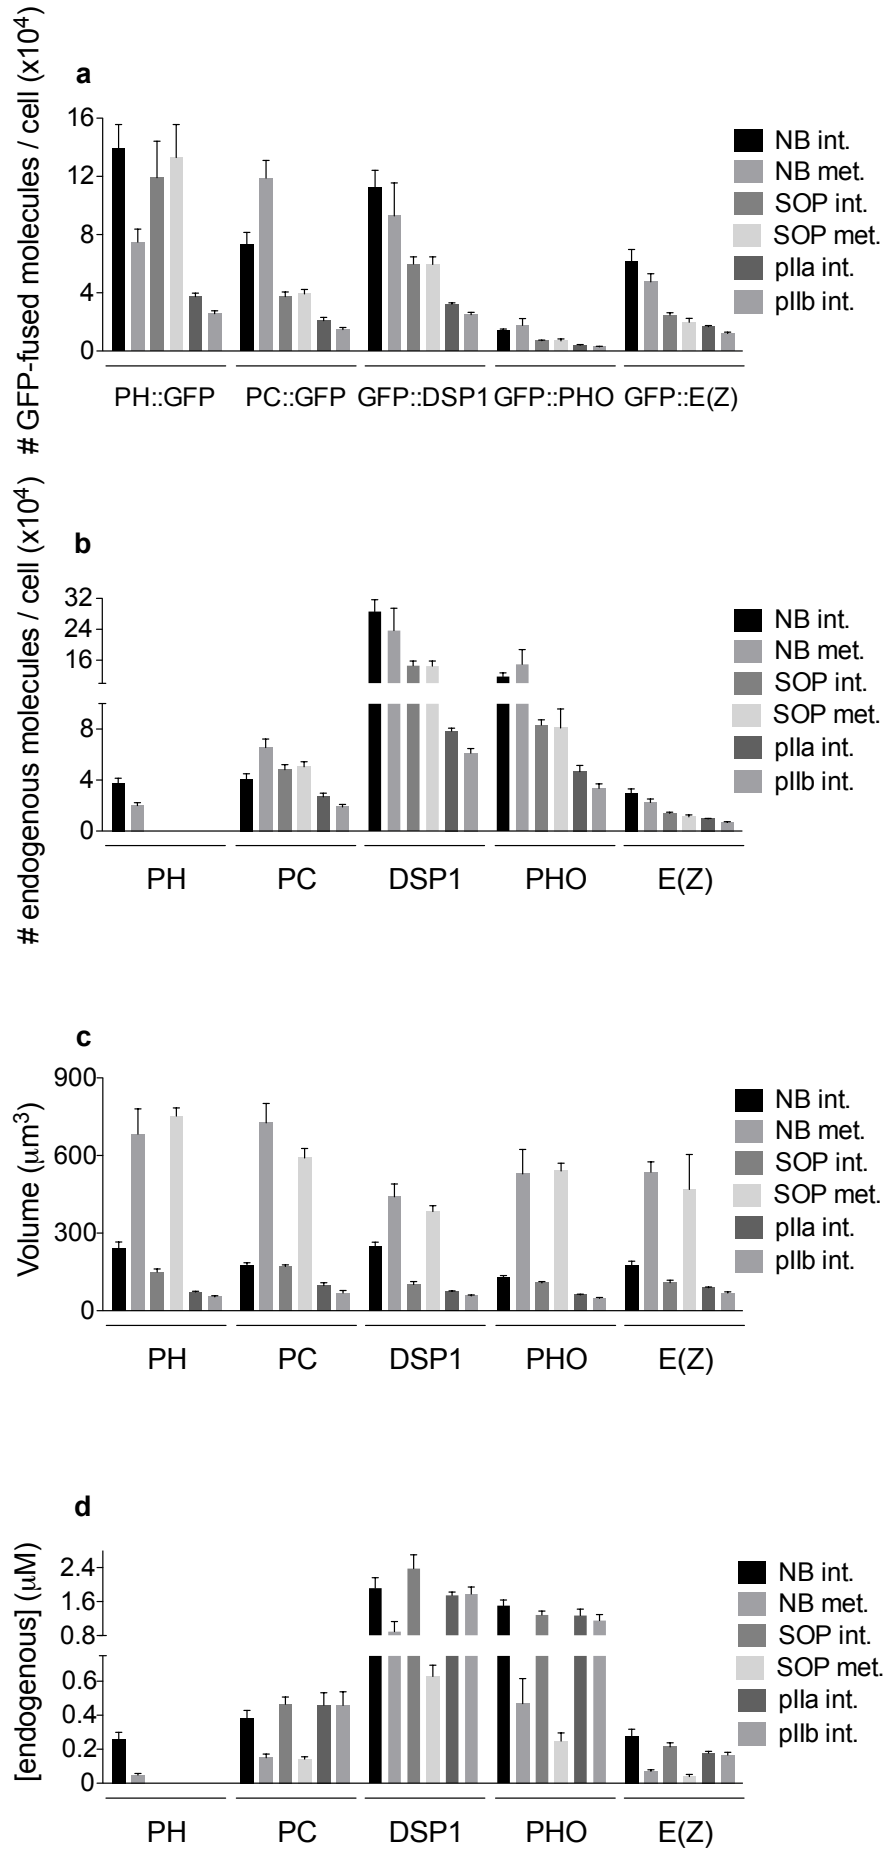 a
# GFP-fused molecules / cell (x10⁴)
16
12
8
4
0
PH::GFP PC::GFP GFP::DSP1 GFP::PHO GFP::E(Z)
NB int.
NB met.
SOP int.
SOP met.
pIIa int.
pIIb int.
b
# endogenous molecules / cell (x10⁴)
32
24
16
8
4
0
PH PC DSP1 PHO E(Z)
NB int.
NB met.
SOP int.
SOP met.
pIIa int.
pIIb int.
c
Volume (μm³)
900
600
300
0
PH PC DSP1 PHO E(Z)
NB int.
NB met.
SOP int.
SOP met.
pIIa int.
pIIb int.
d
[endogenous] (μM)
2.4
1.6
0.8
0.6
0.4
0.2
0
PH PC DSP1 PHO E(Z)
NB int.
NB met.
SOP int.
SOP met.
pIIa int.
pIIb int.